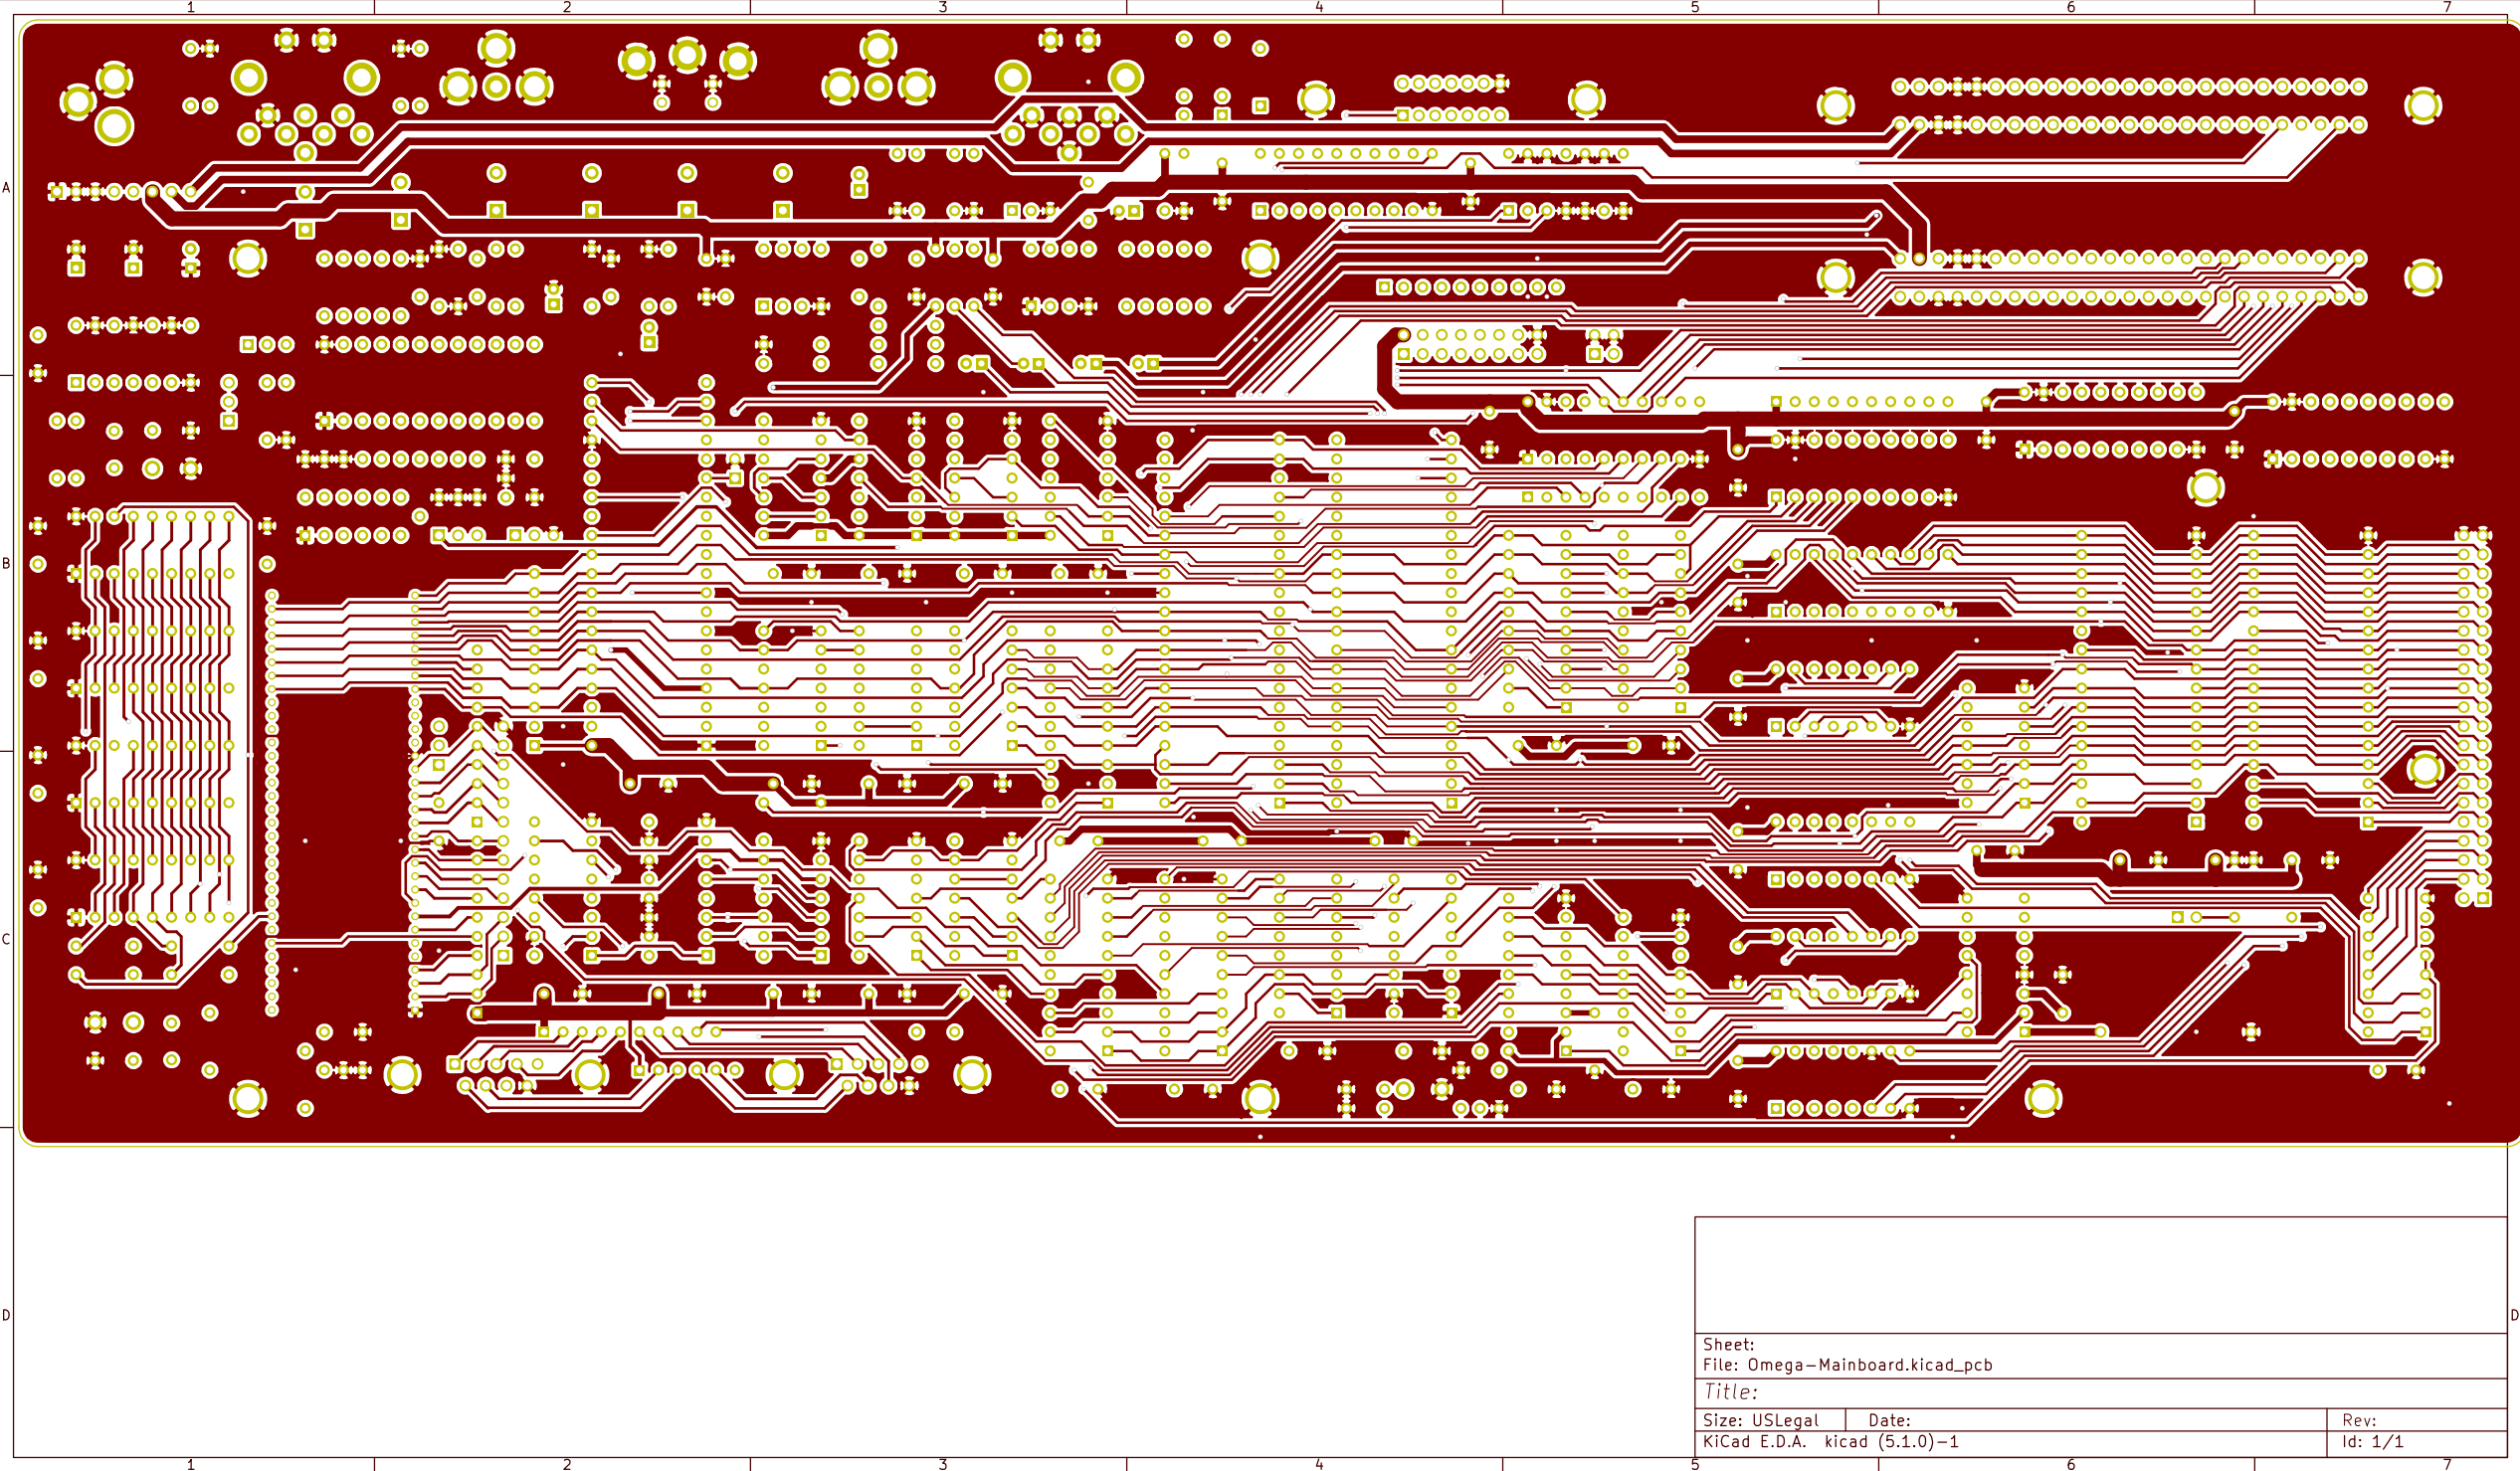 1 2 3 4 5 6 7
A
B
C
D D
Sheet:
File: Omega-Mainboard.kicad_pcb
Title:
Size: USLegal Date: Rev:
KiCad E.D.A. kicad (5.1.0)-1 Id: 1/1
1 2 3 4 5 6 7